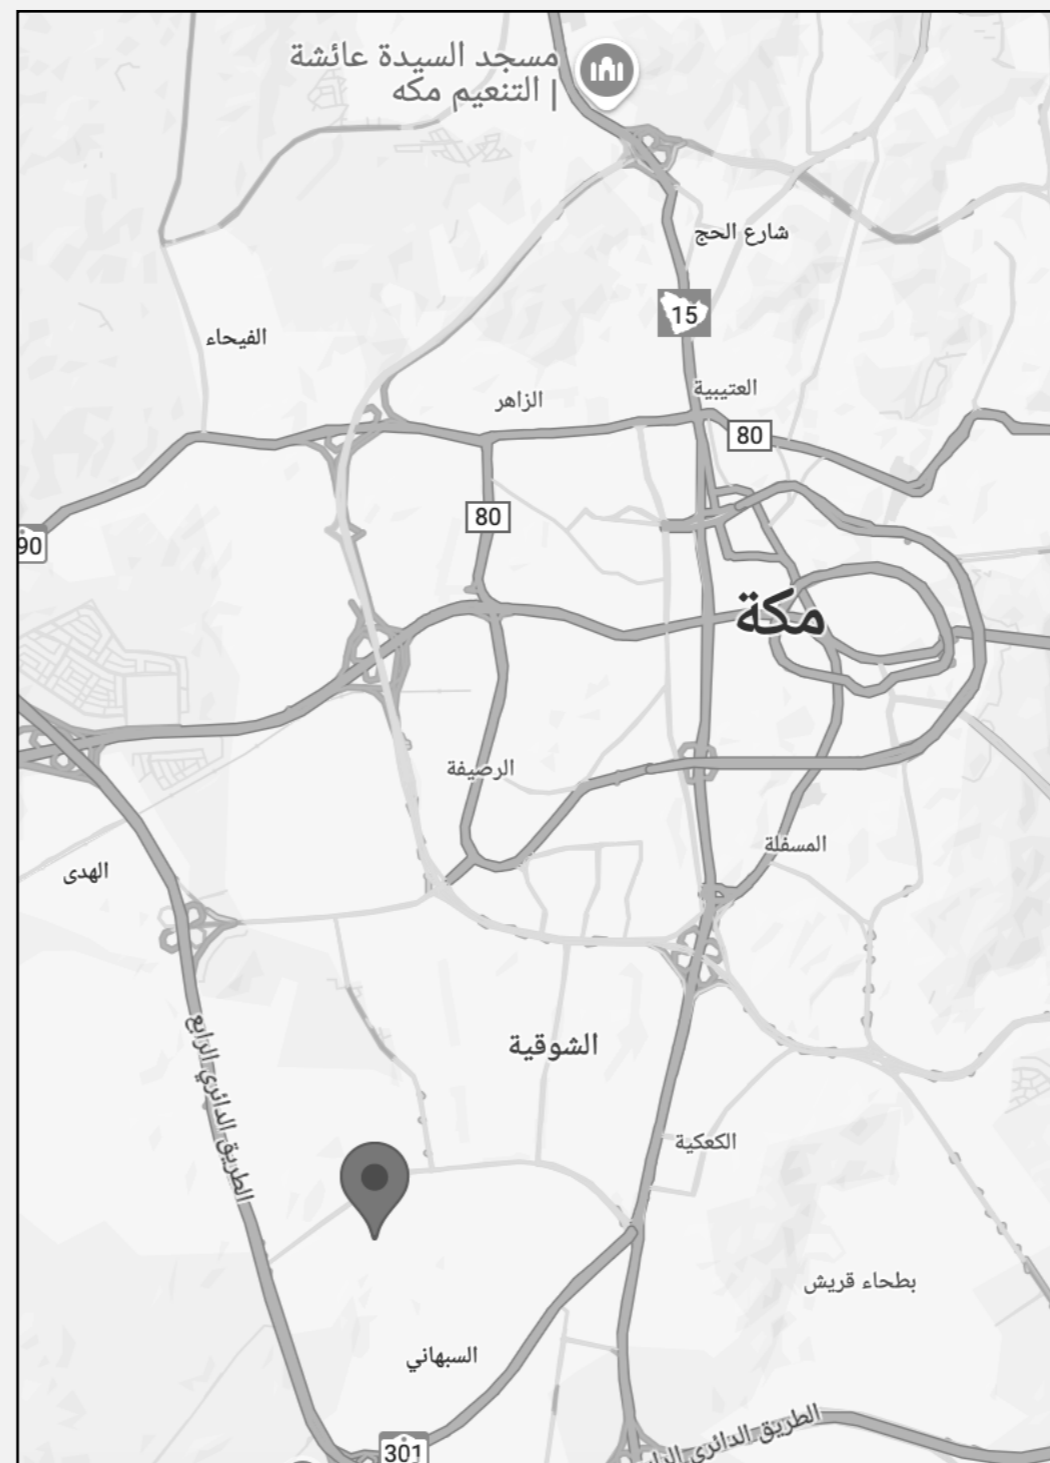 مسجد السيدة عائشة
| التنعيم مكه
شارع الحج
15
الفيحاء
العتيبية
الزاهر
80
80
90
مكة
الرصيفة
المسفلة
الهدى
الشوقية
الطريق الدائري الرابع
الكعكية
بطحاء قريش
السبهاني
الطريق الدائري
301